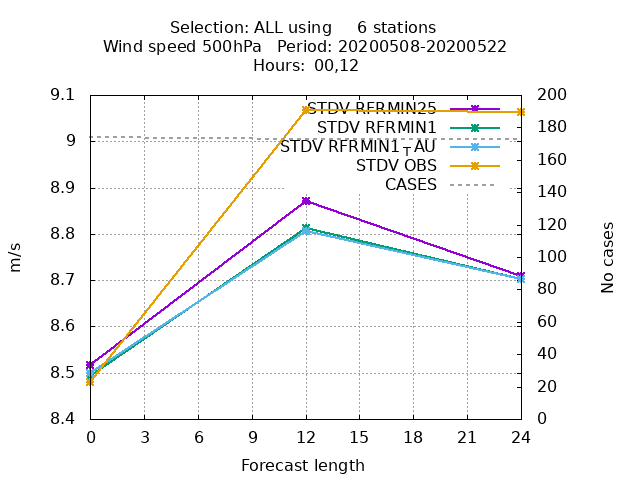 Selection: ALL using     6 stations
Wind speed 500hPa   Period: 20200508-20200522
Hours:  00,12
9.1
9
8.9
8.8
8.7
8.6
8.5
8.4
m/s
200
180
160
140
120
100
80
60
40
20
0
No cases
STDV RFRMIN25
STDV RFRMIN1
STDV RFRMIN1┬AU
STDV OBS
CASES
0 3 6 9 12 15 18 21 24
Forecast length